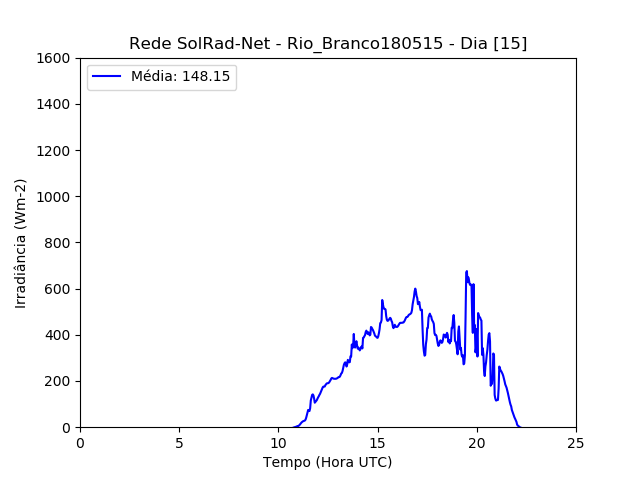 Rede SolRad-Net - Rio_Branco180515 - Dia [15]
Média: 148.15
1600
1400
1200
1000
800
600
400
200
0
Irradiância (Wm-2)
0 5 10 15 20 25
Tempo (Hora UTC)